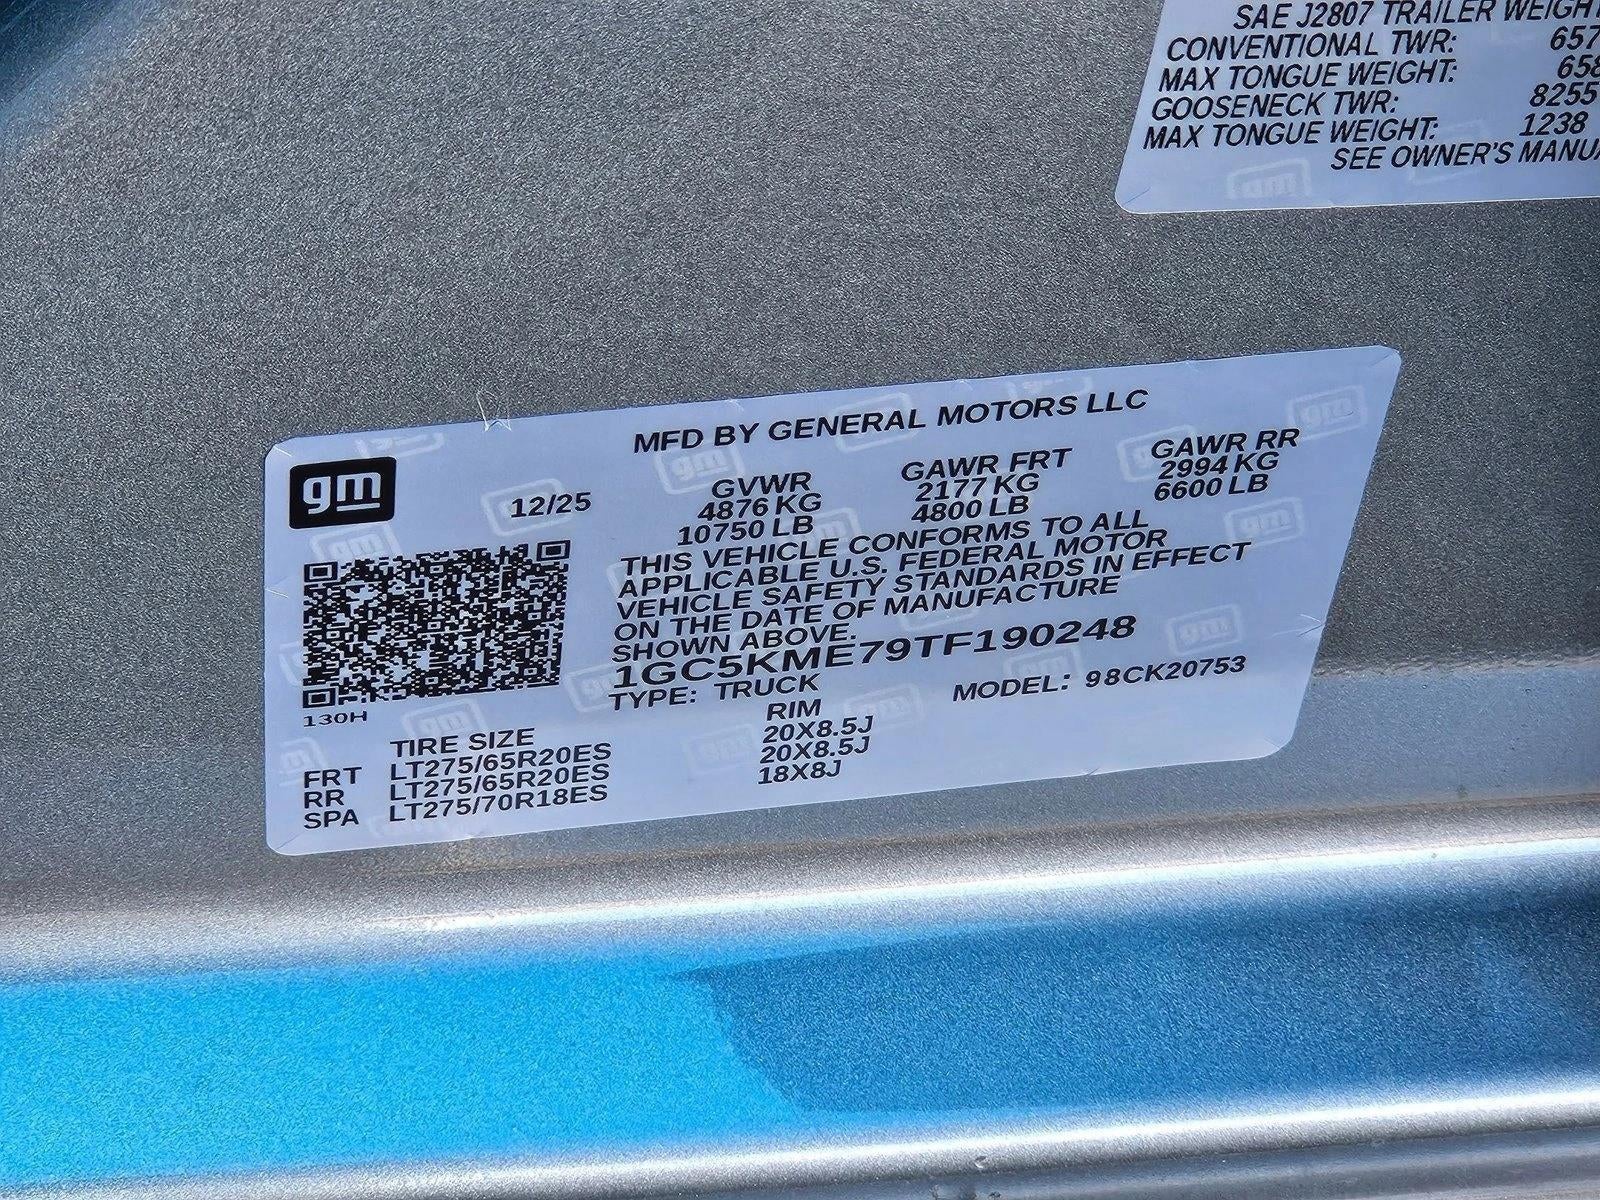 SAE J2807 TRAILER WEIGHT
CONVENTIONAL TWR: 657
MAX TONGUE WEIGHT: 658
GOOSENECK TWR: 8255
MAX TONGUE WEIGHT: 1238
SEE OWNER'S
MFD BY GENERAL MOTORS LLC
gm
12/25
GVWR GAWR FRT GAWR RR
4876 KG 2177 KG 2994 KG
10750 LB 4800 LB 6600 LB
THIS VEHICLE CONFORMS TO ALL
APPLICABLE U.S. FEDERAL MOTOR
VEHICLE SAFETY STANDARDS IN EFFECT
ON THE DATE OF MANUFACTURE
SHOWN ABOVE.
1GC5KME79TF190248
TYPE: TRUCK MODEL: 98CK20753
130H
TIRE SIZE RIM
FRT LT275/65R20ES 20X8.5J
RR LT275/65R20ES 20X8.5J
SPA LT275/70R18ES 18X8J